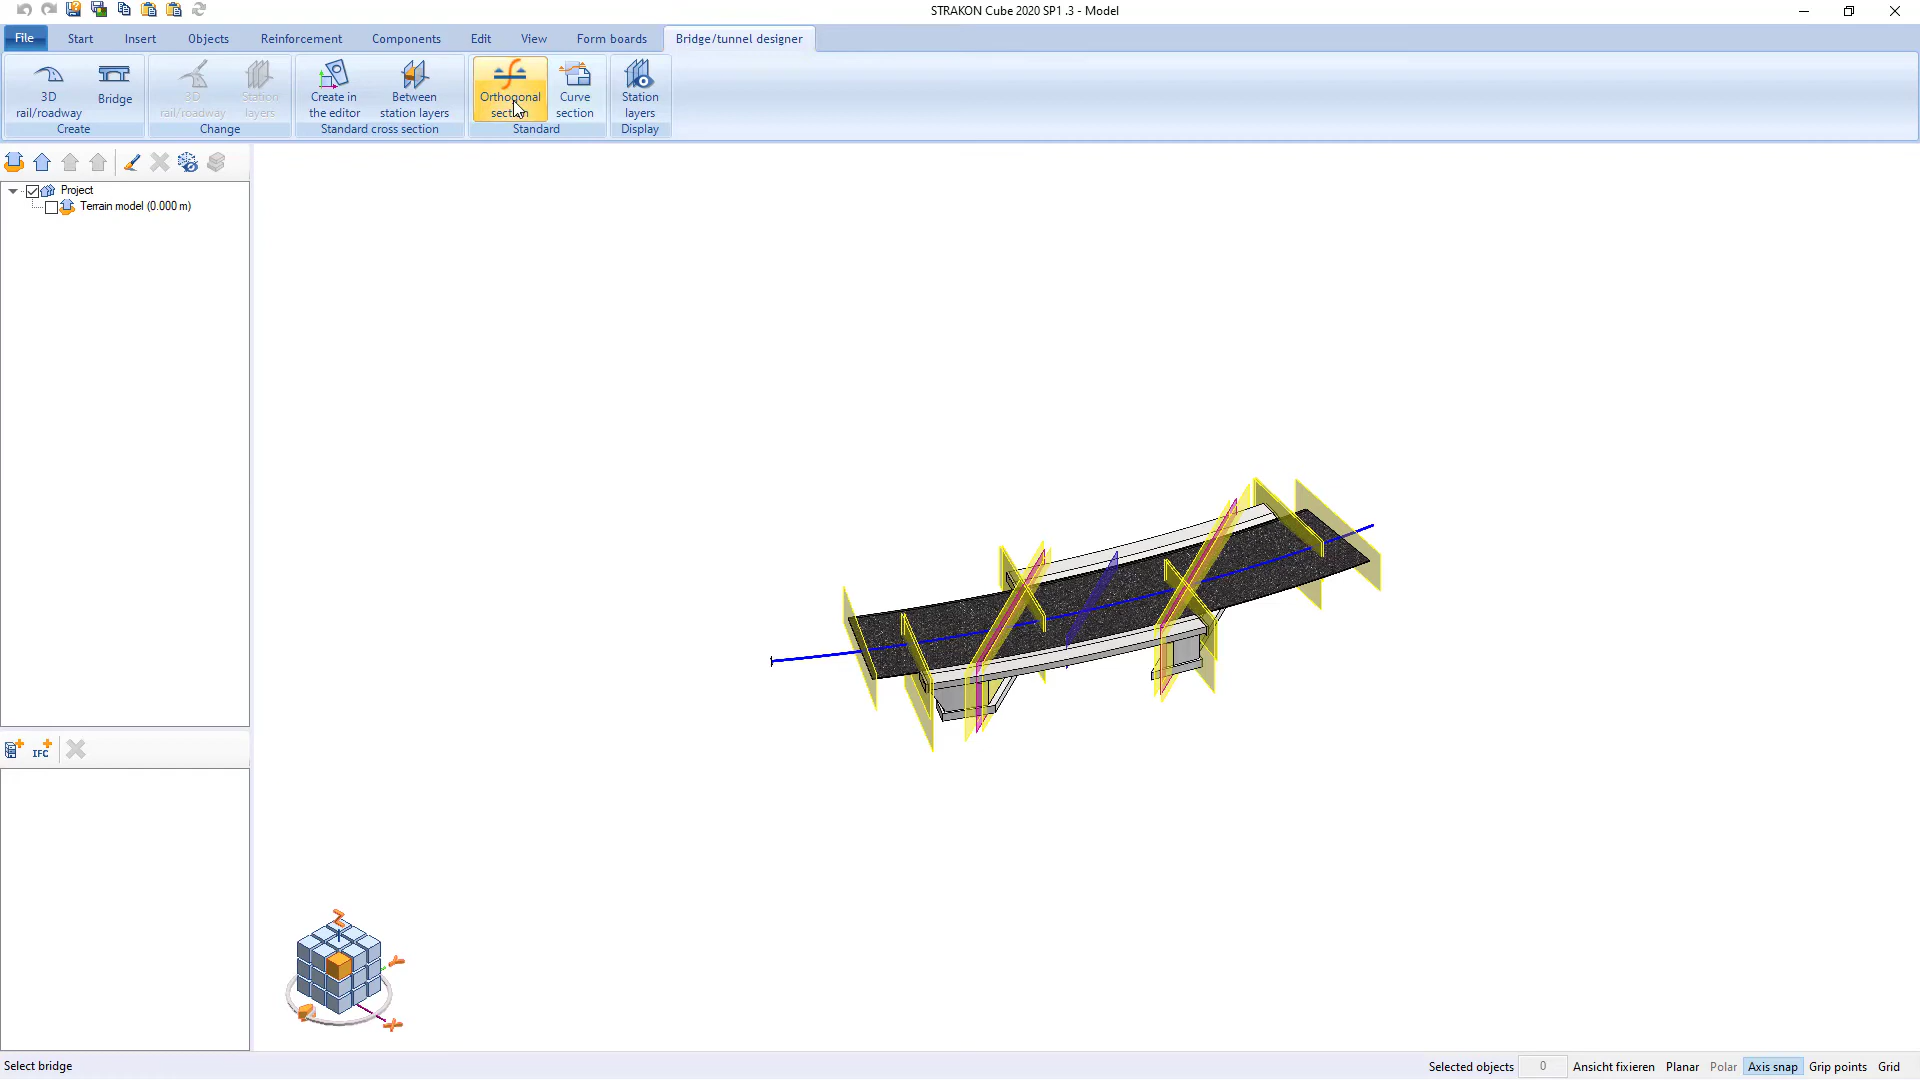 STRAKON Cube 2020 SP1 .3 - Model
File Start Insert Objects Reinforcement Components Edit View Form boards Bridge/tunnel designer
3D rail/roadway
Bridge
Create
3D rail/roadway
Station layers
Change
Create in the editor
Between station layers
Standard cross section
Orthogonal section
Curve section
Standard
Station layers
Display
Project
Terrain model (0.000 m)
IFC
Z
Y
X
Select bridge
Selected objects 0 Ansicht fixieren Planar Polar Axis snap Grip points Grid